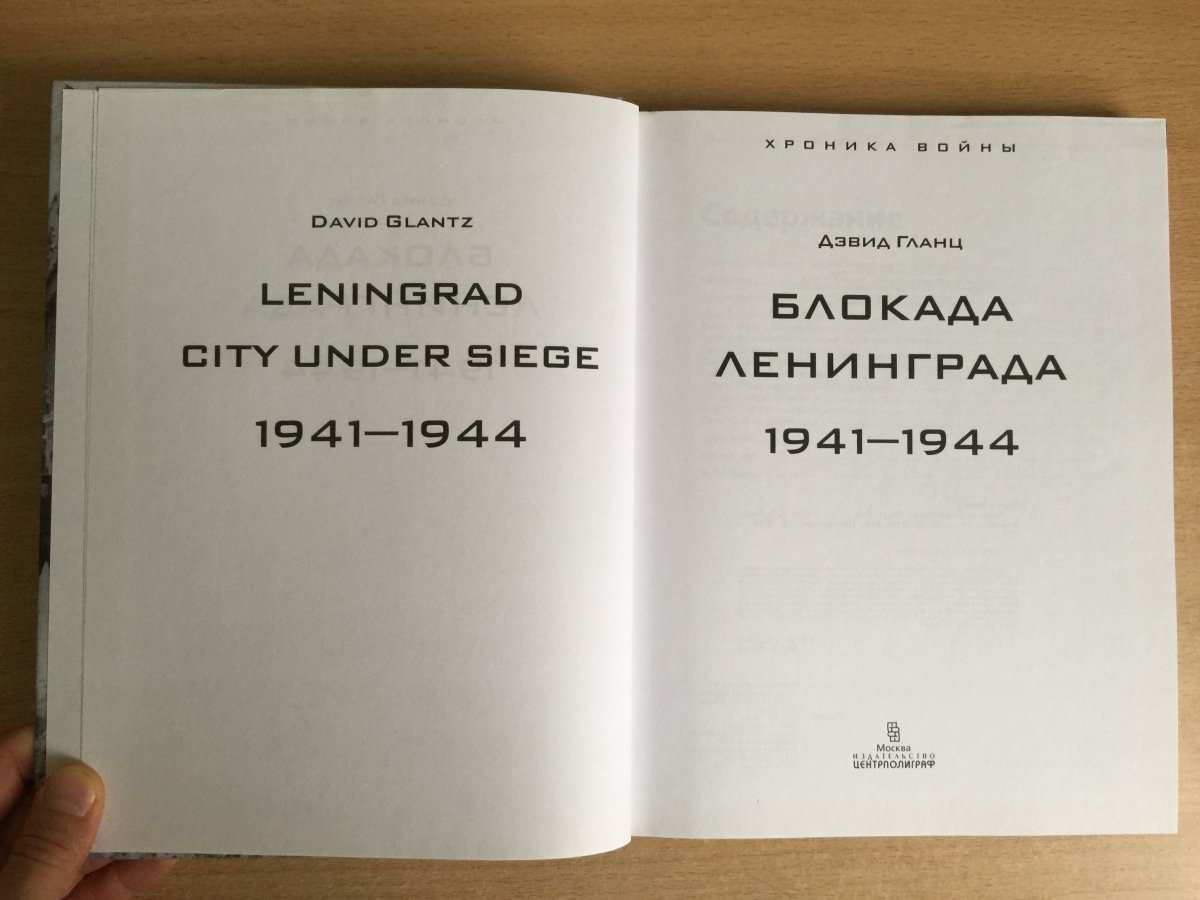 DAVID GLANTZ
LENINGRAD
CITY UNDER SIEGE
1941—1944
ХРОНИКА ВОЙНЫ
ДЭВИД ГЛАНЦ
БЛОКАДА
ЛЕНИНГРАДА
1941—1944
Москва
ИЗДАТЕЛЬСТВО
ЦЕНТРПОЛИГРАФ